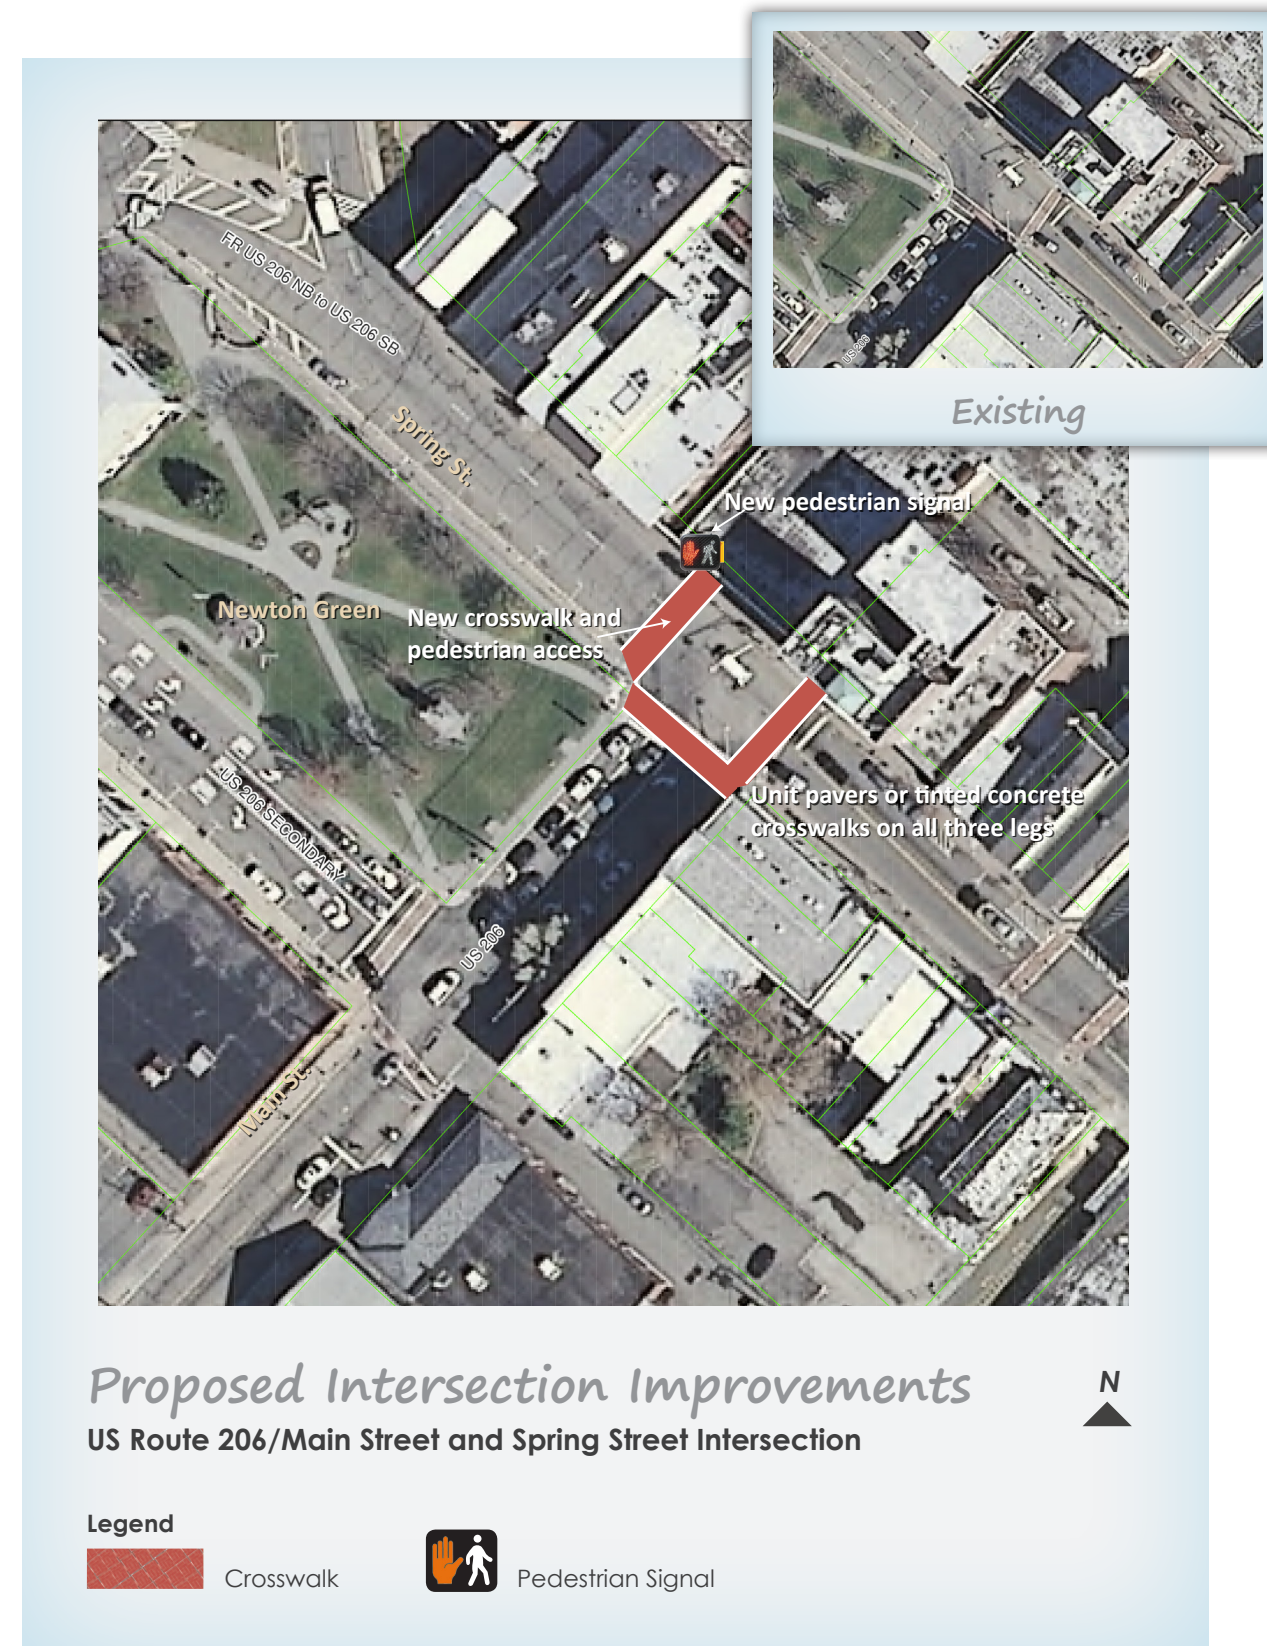 Existing
US 206
FR US 206 NB to US 206 SB
Spring St.
New pedestrian signal
Newton Green
New crosswalk and
pedestrian access
US 206 SECONDARY
Unit pavers or tinted concrete
crosswalks on all three legs
US 206
Main St.
Proposed Intersection Improvements
N
US Route 206/Main Street and Spring Street Intersection
Legend
Crosswalk
Pedestrian Signal